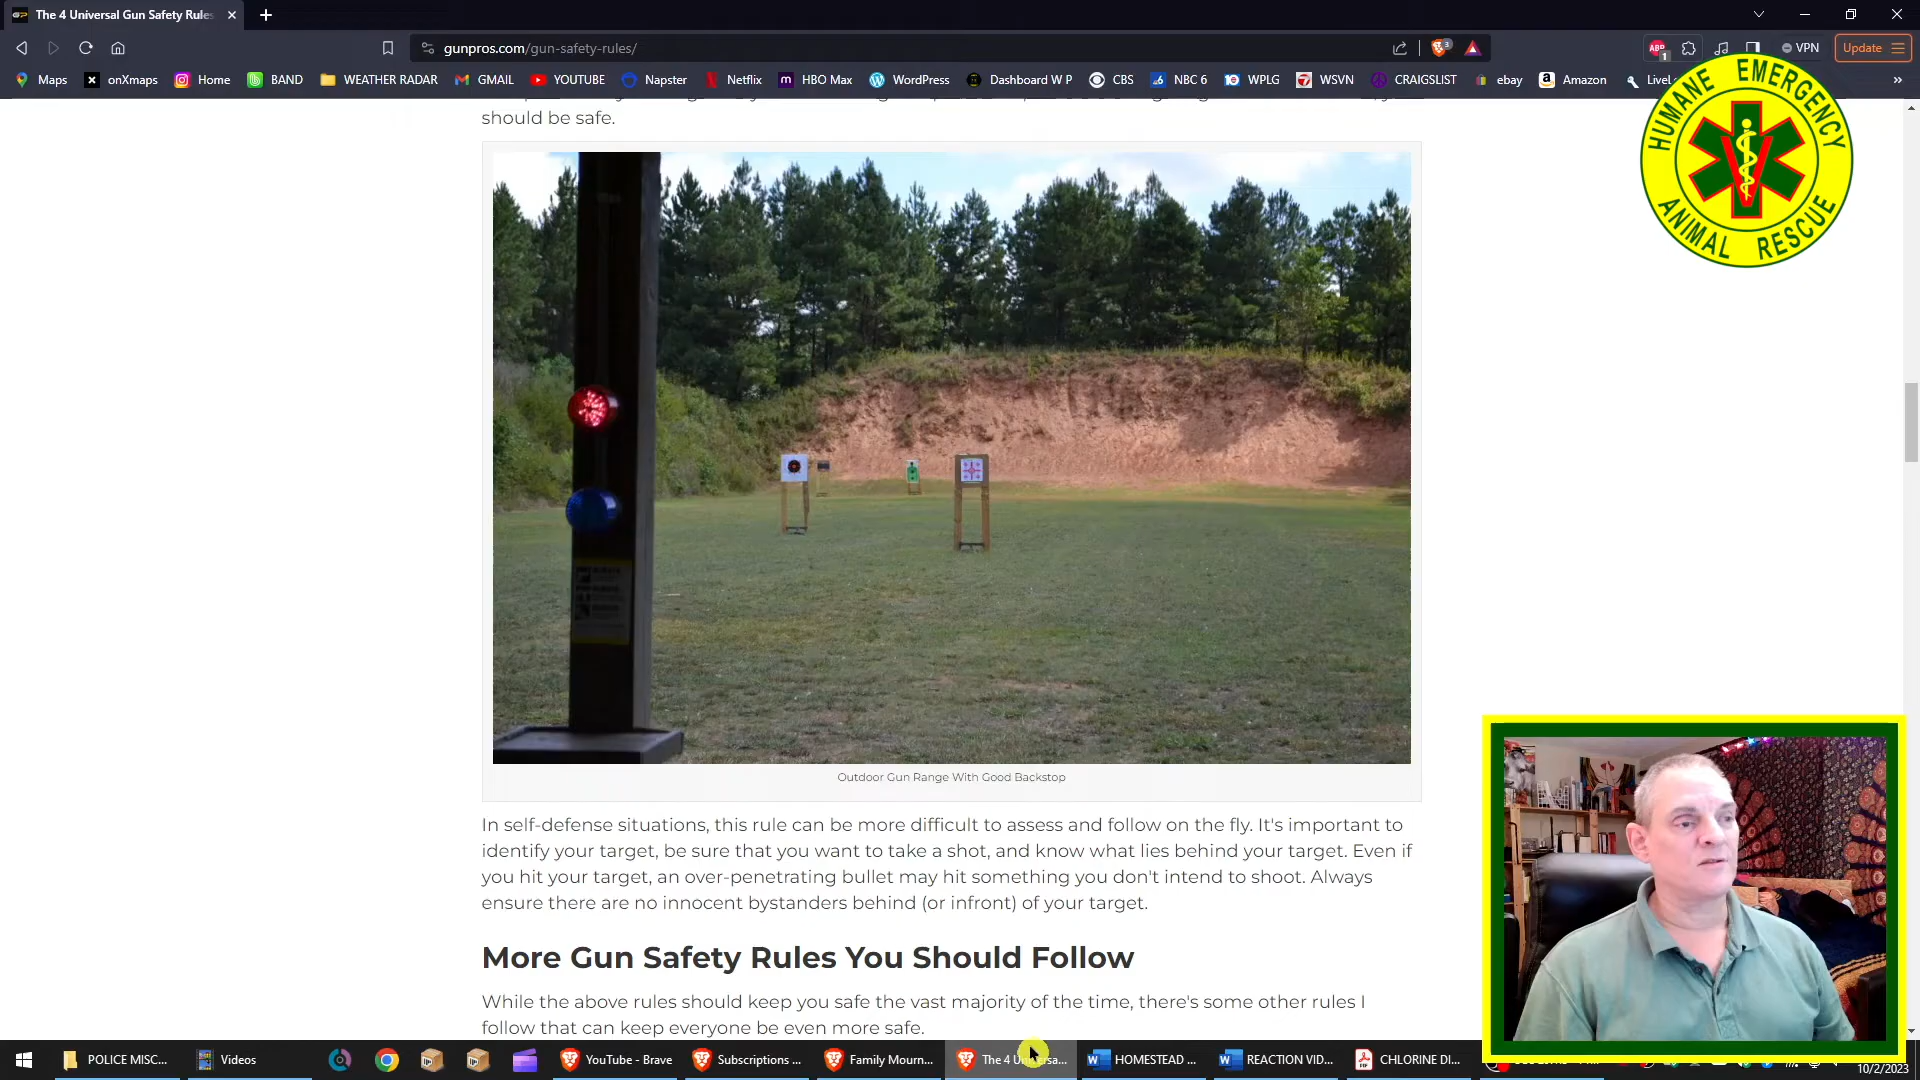 The 4 Universal Gun Safety Rules
gunpros.com/gun-safety-rules/
3
ABP
1
VPN
Update
Maps
onXmaps
Home
BAND
WEATHER RADAR
GMAIL
YOUTUBE
Napster
Netflix
HBO Max
WordPress
Dashboard W P
CBS
NBC 6
WPLG
WSVN
CRAIGSLIST
ebay
Amazon
HUMANE EMERGENCY
ANIMAL RESCUE
should be safe.
Outdoor Gun Range With Good Backstop
In self-defense situations, this rule can be more difficult to assess and follow on the fly. It's important to
identify your target, be sure that you want to take a shot, and know what lies behind your target. Even if
you hit your target, an over-penetrating bullet may hit something you don't intend to shoot. Always
ensure there are no innocent bystanders behind (or infront) of your target.
More Gun Safety Rules You Should Follow
While the above rules should keep you safe the vast majority of the time, there's some other rules I
follow that can keep everyone be even more safe.
POLICE MISC...
Videos
YouTube - Brave
Subscriptions ...
Family Mourn...
The 4 Universa...
HOMESTEAD ...
REACTION VID...
CHLORINE DI...
10/2/2023